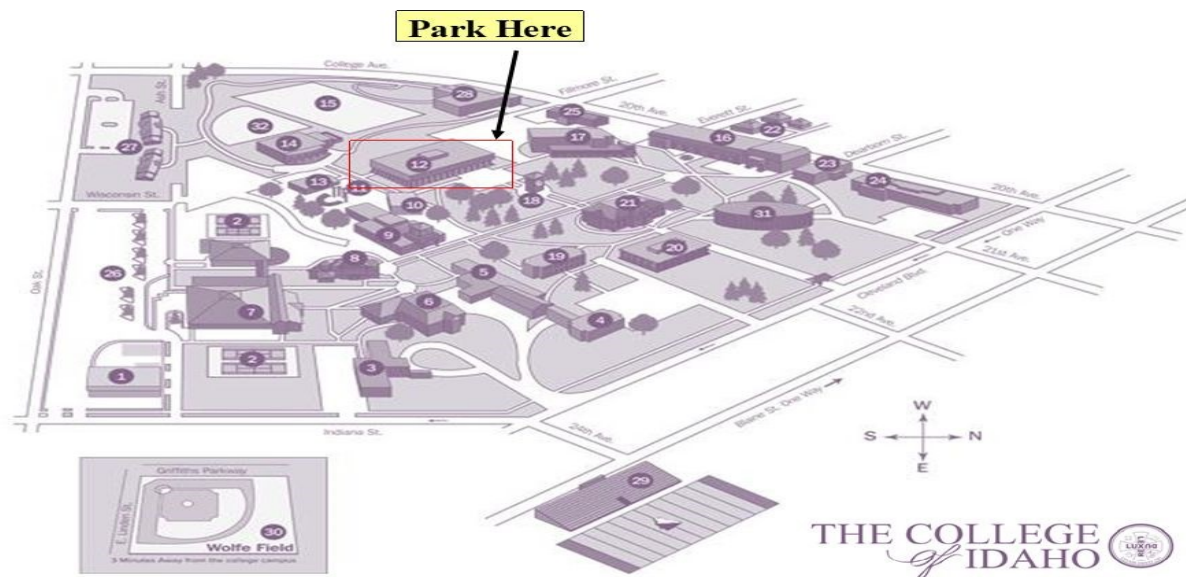 Park Here
College Ave.
Ash St.
Fillmore St.
20th Ave.
Everett St.
Dearborn St.
20th Ave.
15
28
25
32
14
17
16
22
27
12
23
24
13
11
10
18
21
31
Wisconsin St.
One Way
21st Ave.
2
9
8
5
19
20
Oak St.
26
Cleveland Blvd.
22nd Ave.
7
6
4
2
1
3
Blaine St. One Way
24th Ave.
Indiana St.
W
S
N
E
Griffiths Parkway
E. Linden St.
30
Wolfe Field
3 Minutes Away from the college campus
29
THE COLLEGE
of IDAHO